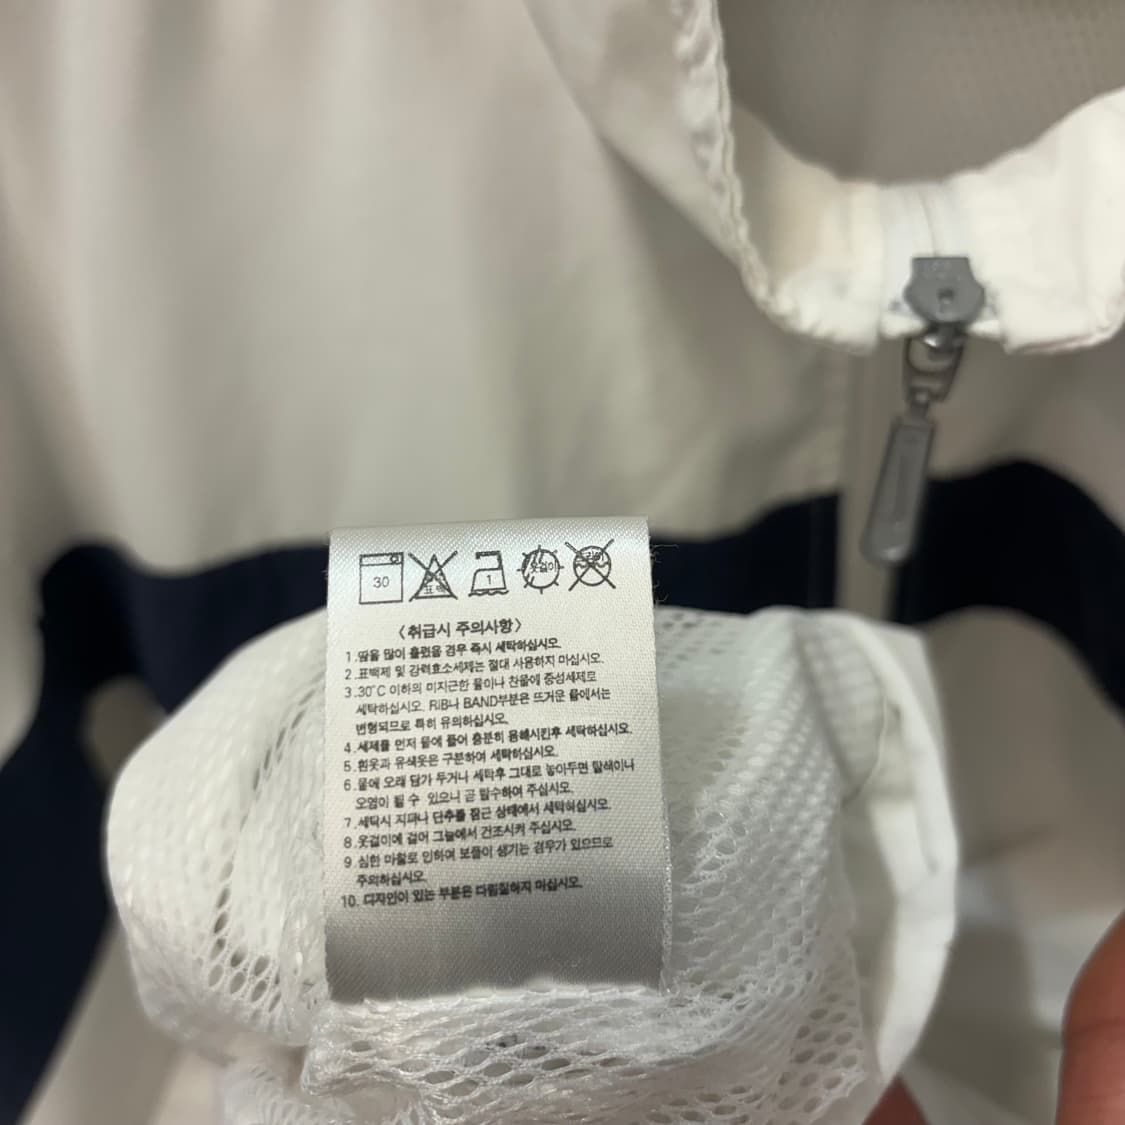 30 표백 1 옷걸이
〈취급시 주의사항〉
1.땀을 많이 흘렸을 경우 즉시 세탁하십시오.
2.표백제 및 강력효소세제는 절대 사용하지 마십시오.
3.30°C 이하의 미지근한 물이나 찬물에 중성세제로
세탁하십시오. RIB나 BAND부분은 뜨거운 물에서는
변형되므로 특히 유의하십시오.
4.세제를 먼저 물에 풀어 충분히 용해시킨후 세탁하십시오.
5.흰옷과 유색옷은 구분하여 세탁하십시오.
6.물에 오래 담가 두거나 세탁후 그대로 놓아두면 탈색이나
오염이 될 수 있으니 곧 탈수하여 주십시오.
7.세탁시 지퍼나 단추를 잠근 상태에서 세탁하십시오.
8.옷걸이에 걸어 그늘에서 건조시켜 주십시오.
9.심한 마찰로 인하여 보풀이 생기는 경우가 있으므로
주의하십시오.
10. 디자인이 있는 부분은 다림질하지 마십시오.